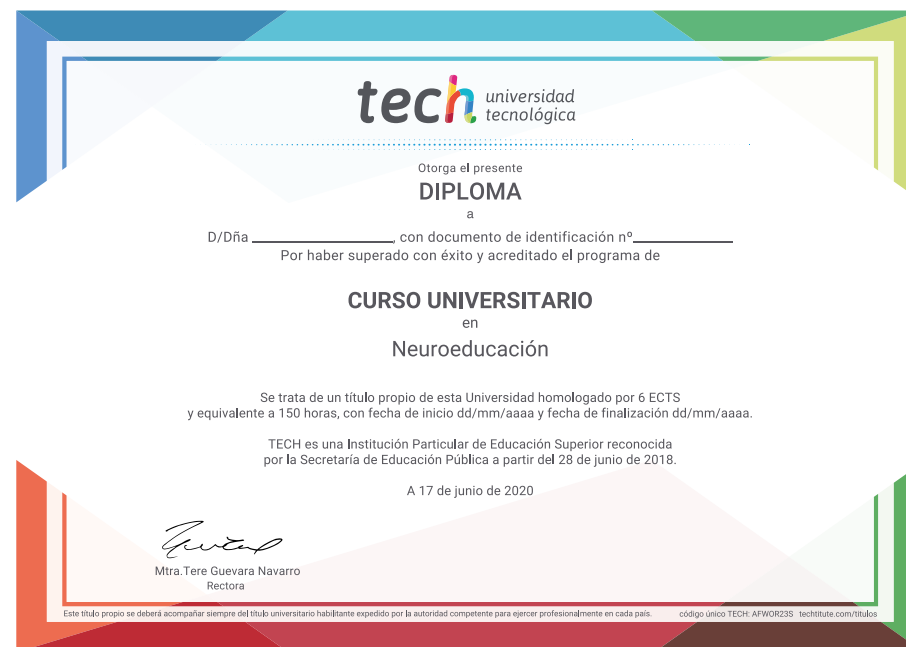 tech universidad
tecnológica
Otorga el presente
DIPLOMA
a
D/Dña ____________________, con documento de identificación nº______________
Por haber superado con éxito y acreditado el programa de
CURSO UNIVERSITARIO
en
Neuroeducación
Se trata de un título propio de esta Universidad homologado por 6 ECTS
y equivalente a 150 horas, con fecha de inicio dd/mm/aaaa y fecha de finalización dd/mm/aaaa.
TECH es una Institución Particular de Educación Superior reconocida
por la Secretaría de Educación Pública a partir del 28 de junio de 2018.
A 17 de junio de 2020
Mtra.Tere Guevara Navarro
Rectora
Este título propio se deberá acompañar siempre del título universitario habilitante expedido por la autoridad competente para ejercer profesionalmente en cada país. código único TECH: AFWOR23S techtitute.com/titulos